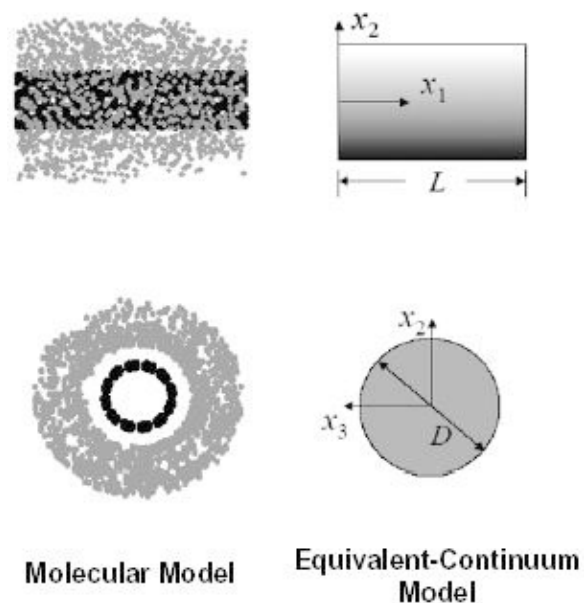 x2
x1
L
x2
x3
D
Molecular Model
Equivalent-Continuum
Model